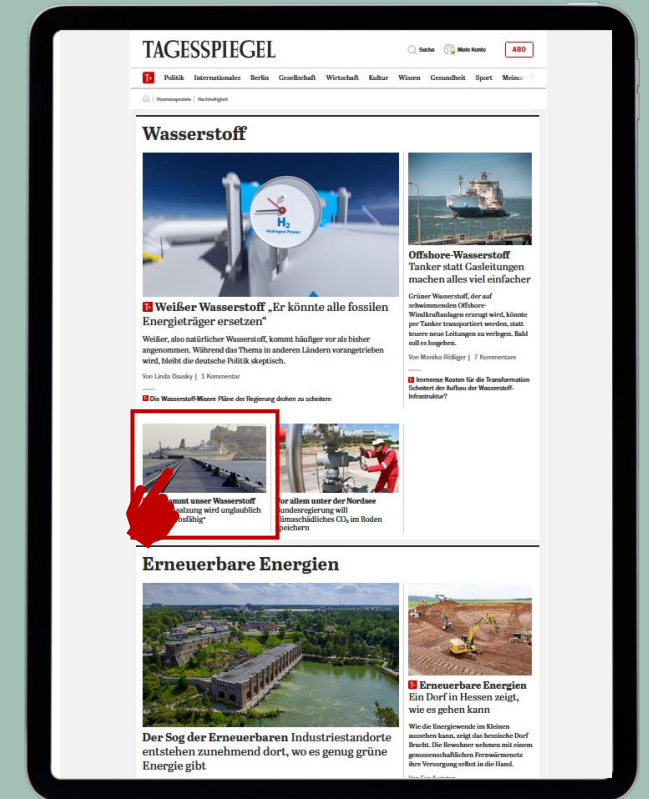 TAGESSPIEGEL
Suche
Mein Konto
ABO
T+ Politik Internationales Berlin Gesellschaft Wirtschaft Kultur Wissen Gesundheit Sport
Themenspeziale | Nachhaltigkeit
Wasserstoff
H2
Hydrogen Power
T+ Weißer Wasserstoff „Er könnte alle fossilen
Energieträger ersetzen“
Weißer, also natürlicher Wasserstoff, kommt häufiger vor als bisher
angenommen. Während das Thema in anderen Ländern vorangetrieben
wird, bleibt die deutsche Politik skeptisch.
Von Linda Osusky | 1 Kommentar
T+ Die Wasserstoff-Misere Pläne der Regierung drohen zu scheitern
Offshore-Wasserstoff
Tanker statt Gasleitungen
machen alles viel einfacher
Grüner Wasserstoff, der auf
schwimmenden Offshore-
Windkraftanlagen erzeugt wird, könnte
per Tanker transportiert werden, statt
teuere neue Leitungen zu verlegen. Bald
soll es losgehen.
Von Monika Rößiger | 7 Kommentare
T+ Immense Kosten für die Transformation
Scheitert der Aufbau der Wasserstoff-
Infrastruktur?
unser Wasserstoff
wird unglaublich
Vor allem unter der Nordsee
Bundesregierung will
klimaschädliches CO₂ im Boden
speichern
Erneuerbare Energien
Der Sog der Erneuerbaren Industriestandorte
entstehen zunehmend dort, wo es genug grüne
Energie gibt
T+ Erneuerbare Energien
Ein Dorf in Hessen zeigt,
wie es gehen kann
Wie die Energiewende im Kleinen
aussehen kann, zeigt das hessische Dorf
Bracht. Die Bewohner nehmen mit einem
genossenschaftlichen Fernwärmenetz
ihre Versorgung selbst in die Hand.